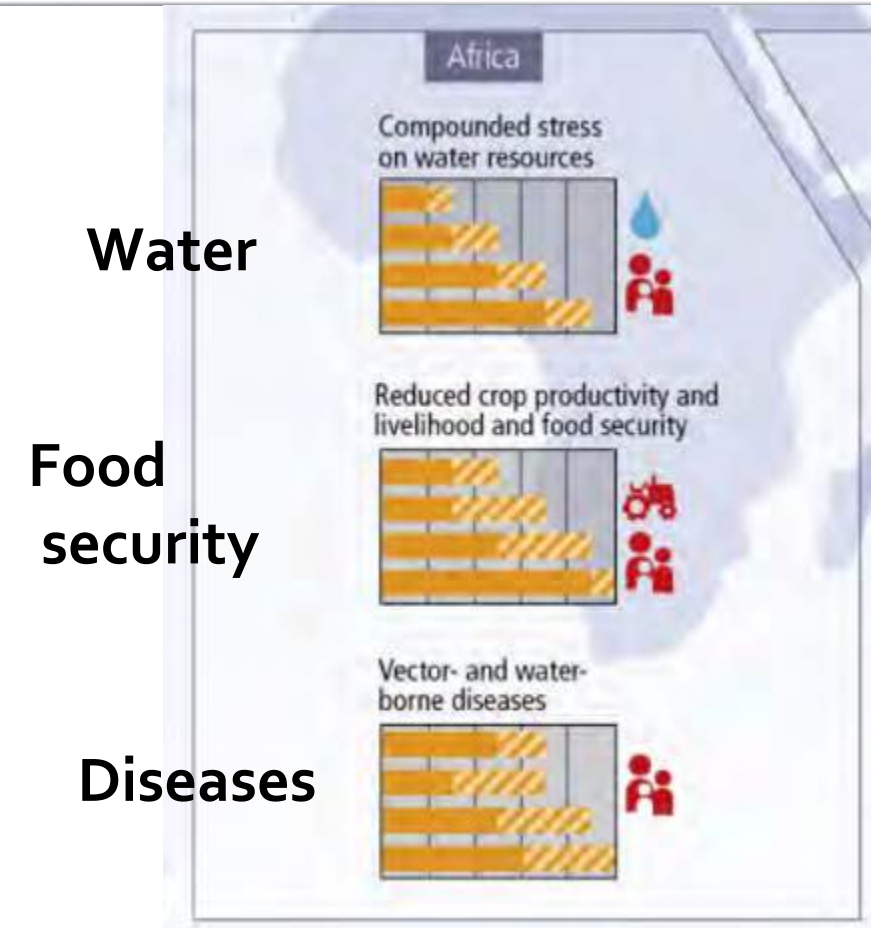 Africa
Compounded stress
on water resources
Water
Reduced crop productivity and
livelihood and food security
Food
security
Vector- and water-
borne diseases
Diseases